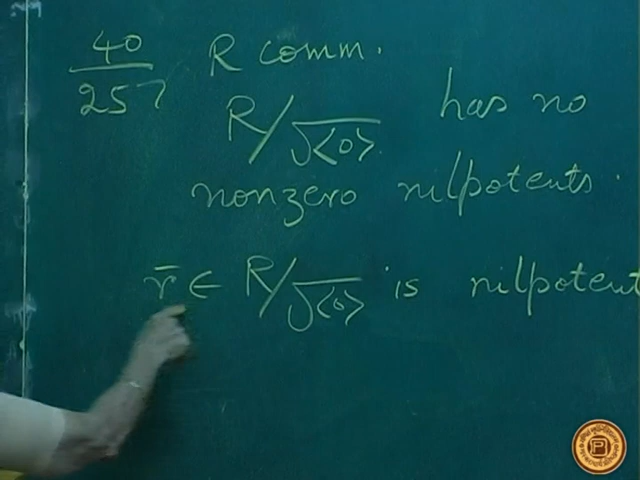 40/257 R comm.
R/√<0> has no
nonzero nilpotents.
r̄ ∈ R/√<0> is nilpotent